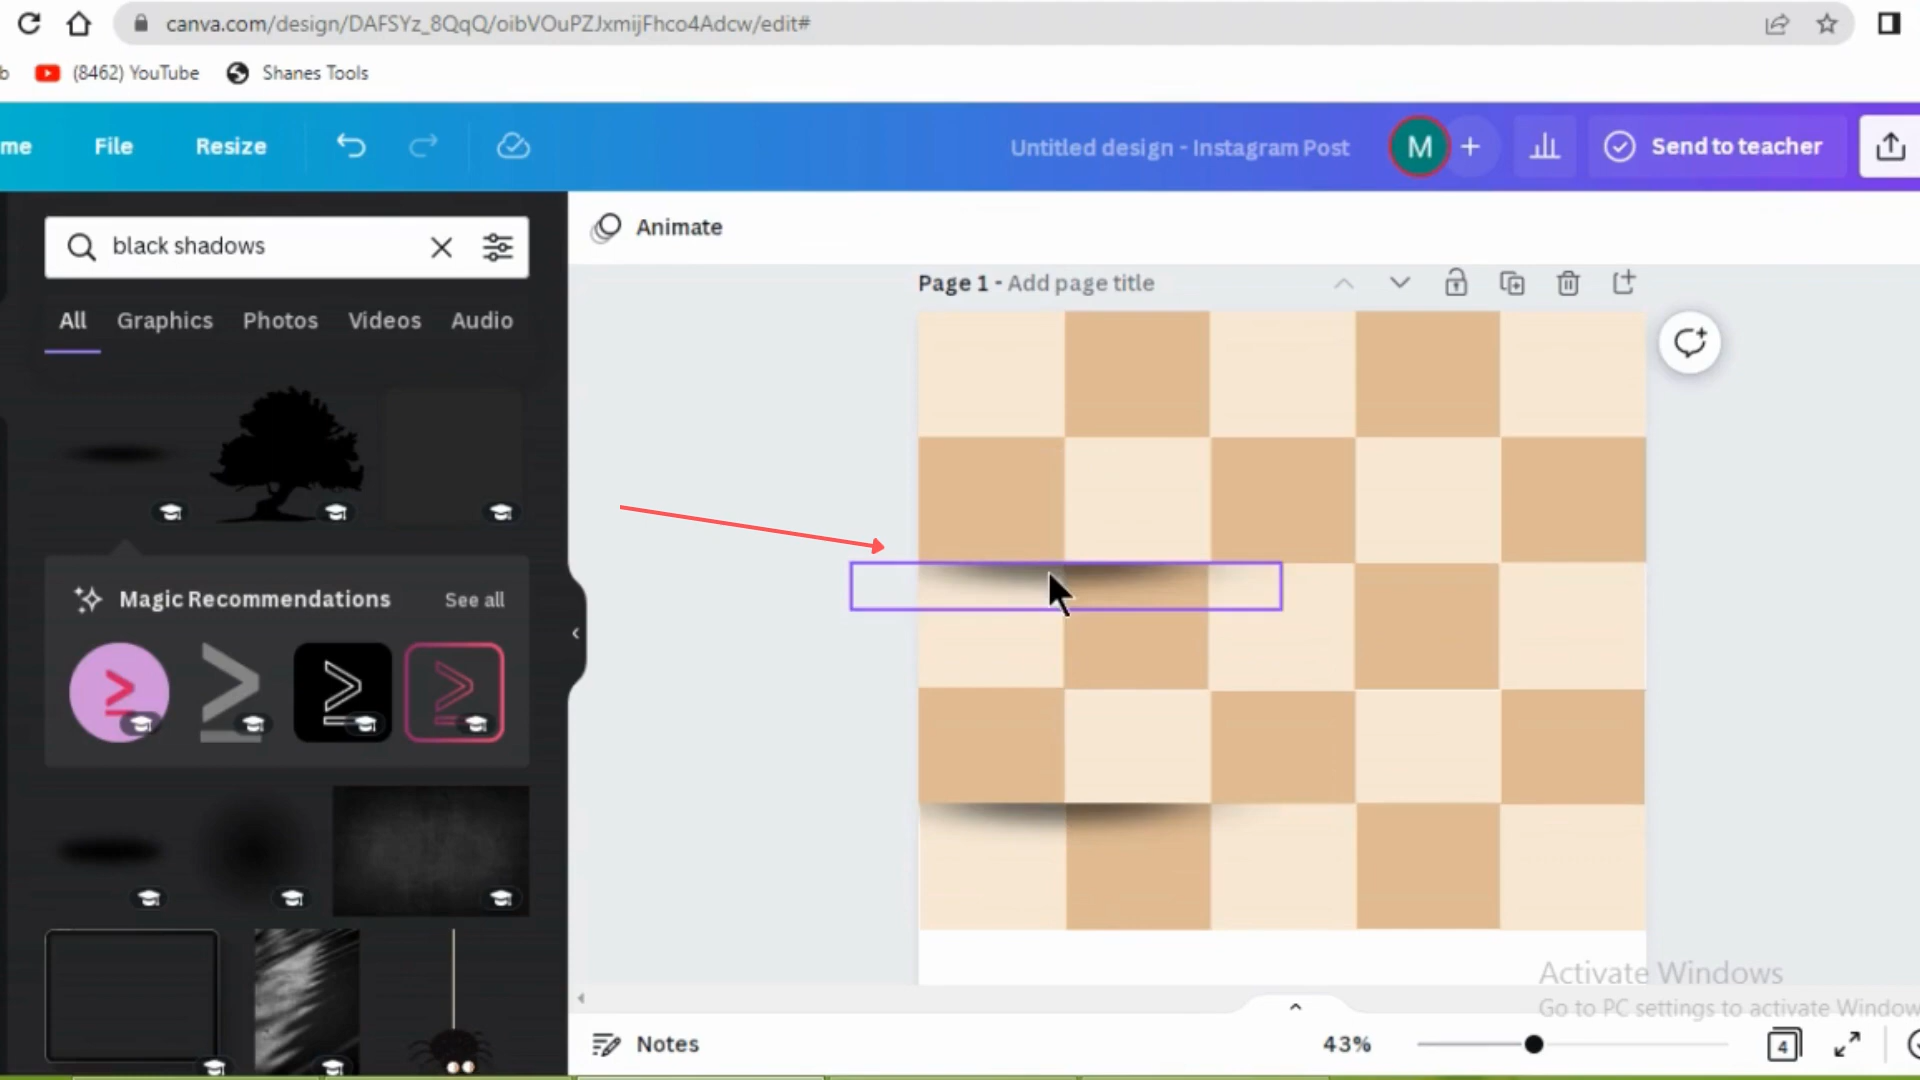 canva.com/design/DAFSYz_8QqQ/oibVOuPZJxmijFhco4Adcw/edit#
b (8462) YouTube Shanes Tools
me File Resize Untitled design - Instagram Post M + Send to teacher
black shadows
Animate
Page 1 - Add page title
All Graphics Photos Videos Audio
Magic Recommendations See all
Activate Windows
Go to PC settings to activate Window
Notes 43% 4